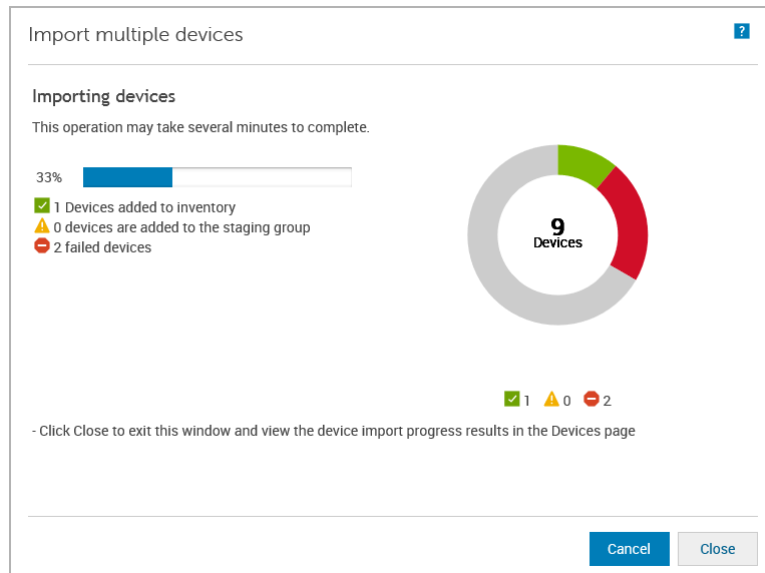 Import multiple devices
?
Importing devices
This operation may take several minutes to complete.
33%
1 Devices added to inventory
0 devices are added to the staging group
2 failed devices
9
Devices
1 0 2
- Click Close to exit this window and view the device import progress results in the Devices page
Cancel Close